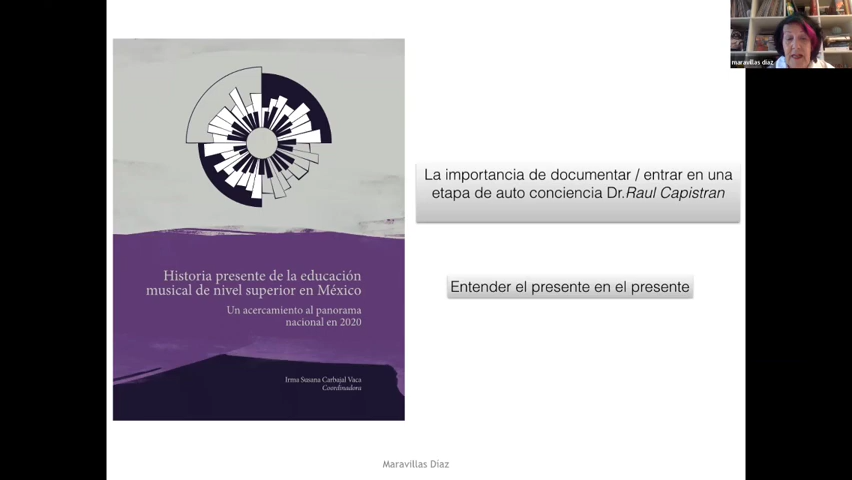 maravillas díaz
La importancia de documentar / entrar en una
etapa de auto conciencia Dr.Raul Capistran
Historia presente de la educación
musical de nivel superior en México
Entender el presente en el presente
Un acercamiento al panorama
nacional en 2020
Irma Susana Carbajal Vaca
Coordinadora
Maravillas Diaz